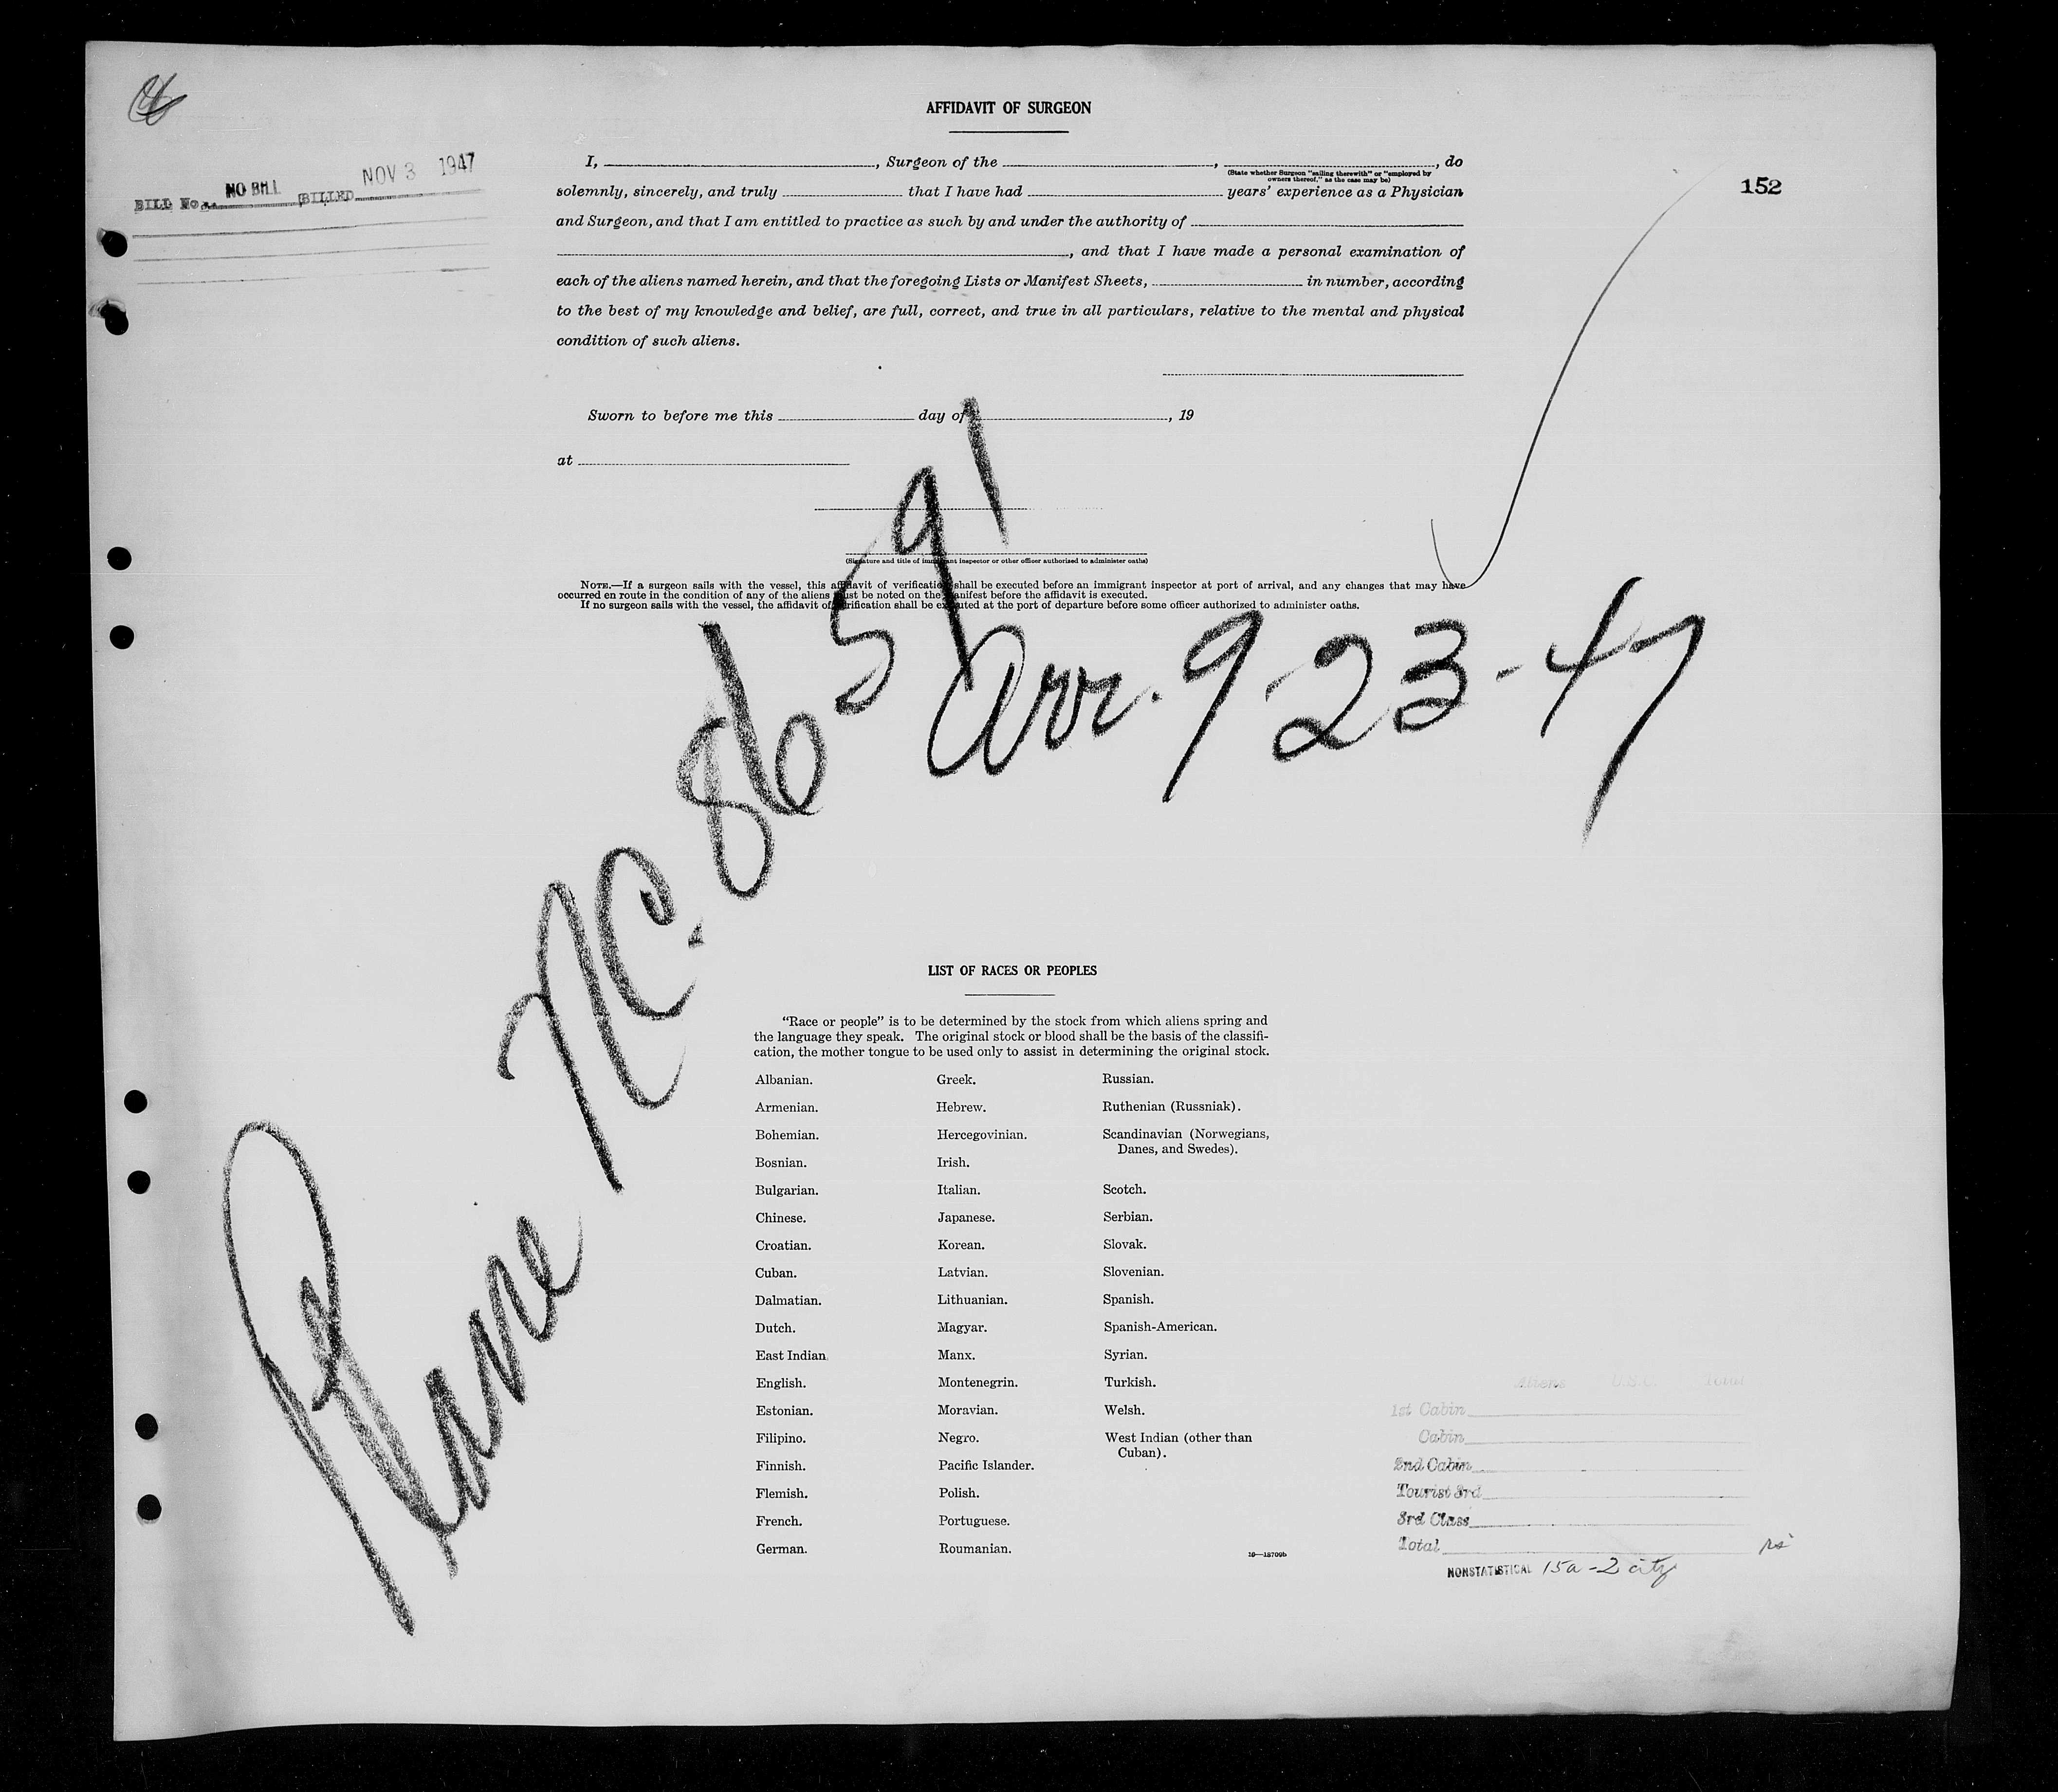 AFFIDAVIT OF SURGEON
BILL No. NO BILL BILLED NOV 3 1947
152
I, , Surgeon of the , , do
(State whether Surgeon "sailing therewith" or "employed by
owners thereof," as the case may be)
solemnly, sincerely, and truly that I have had years' experience as a Physician
and Surgeon, and that I am entitled to practice as such by and under the authority of
, and that I have made a personal examination of
each of the aliens named herein, and that the foregoing Lists or Manifest Sheets, in number, according
to the best of my knowledge and belief, are full, correct, and true in all particulars, relative to the mental and physical
condition of such aliens.
Sworn to before me this day of , 19
at
(Signature and title of immigrant inspector or other officer authorized to administer oaths)
NOTE.—If a surgeon sails with the vessel, this affidavit of verification shall be executed before an immigrant inspector at port of arrival, and any changes that may have
occurred en route in the condition of any of the aliens must be noted on the manifest before the affidavit is executed.
If no surgeon sails with the vessel, the affidavit of verification shall be executed at the port of departure before some officer authorized to administer oaths.
Plane NC. 86591
Arr. 9-23-47
LIST OF RACES OR PEOPLES
"Race or people" is to be determined by the stock from which aliens spring and
the language they speak. The original stock or blood shall be the basis of the classifi-
cation, the mother tongue to be used only to assist in determining the original stock.
Albanian.
Armenian.
Bohemian.
Bosnian.
Bulgarian.
Chinese.
Croatian.
Cuban.
Dalmatian.
Dutch.
East Indian
English.
Estonian.
Filipino.
Finnish.
Flemish.
French.
German.
Greek.
Hebrew.
Hercegovinian.
Irish.
Italian.
Japanese.
Korean.
Latvian.
Lithuanian.
Magyar.
Manx.
Montenegrin.
Moravian.
Negro.
Pacific Islander.
Polish.
Portuguese.
Roumanian.
Russian.
Ruthenian (Russniak).
Scandinavian (Norwegians,
Danes, and Swedes).
Scotch.
Serbian.
Slovak.
Slovenian.
Spanish.
Spanish-American.
Syrian.
Turkish.
Welsh.
West Indian (other than
Cuban).
16—18709b
Aliens U.S.C. Total
1st Cabin
Cabin
2nd Cabin
Tourist 3rd
3rd Class
Total
NONSTATISTICAL 15a-2 city